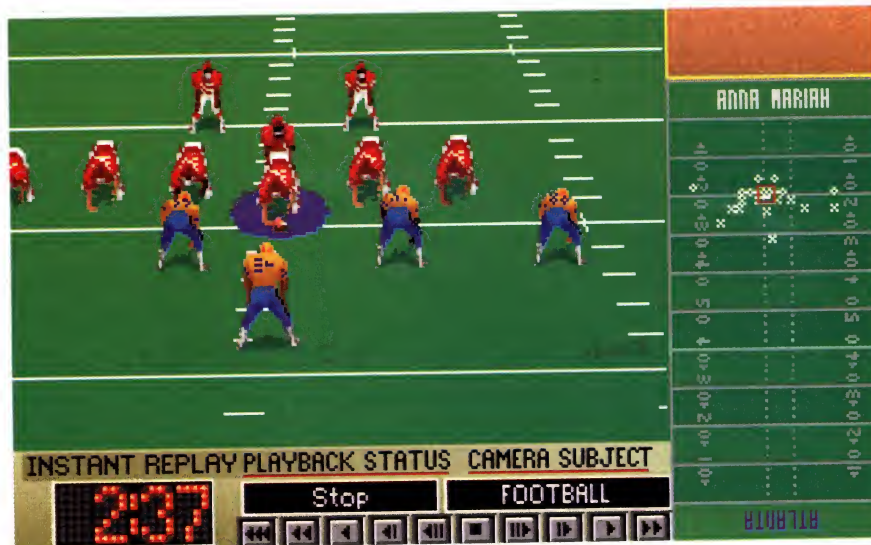 ANNA MARIAH
INSTANT REPLAY PLAYBACK STATUS CAMERA SUBJECT
2:37 Stop FOOTBALL
ATLANTA